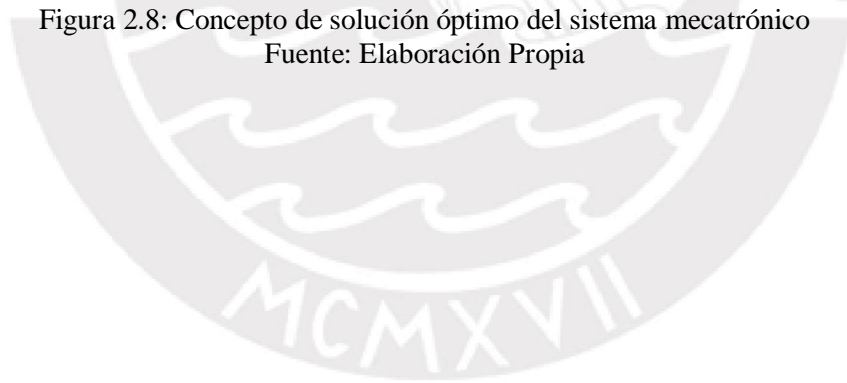 Figura 2.8: Concepto de solución óptimo del sistema mecatrónico
Fuente: Elaboración Propia
MCMXVII